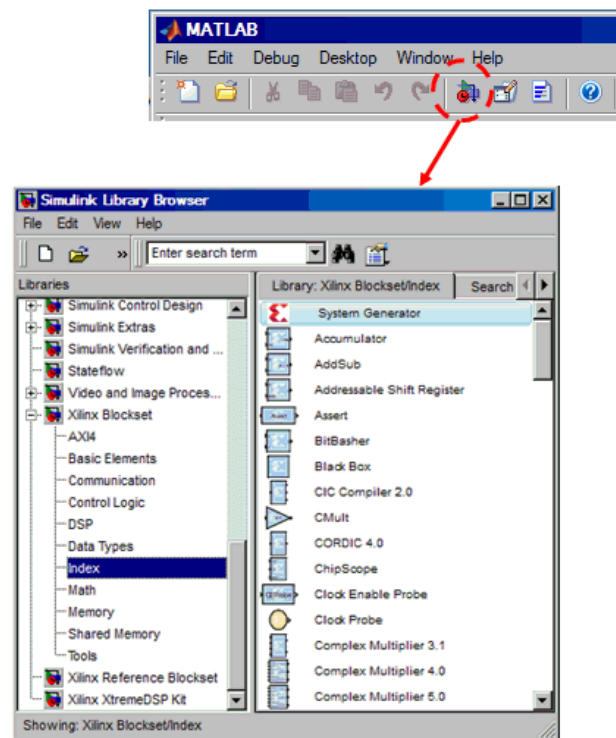 MATLAB
File Edit Debug Desktop Window Help
Simulink Library Browser
File Edit View Help
» Enter search term
Libraries
Simulink Control Design
Simulink Extras
Simulink Verification and ...
Stateflow
Video and Image Proces...
Xilinx Blockset
AXI4
Basic Elements
Communication
Control Logic
DSP
Data Types
Index
Math
Memory
Shared Memory
Tools
Xilinx Reference Blockset
Xilinx XtremeDSP Kit
Library: Xilinx Blockset/Index Search
System Generator
Accumulator
AddSub
Addressable Shift Register
Assert
BitBasher
Black Box
CIC Compiler 2.0
CMult
CORDIC 4.0
ChipScope
Clock Enable Probe
Clock Probe
Complex Multiplier 3.1
Complex Multiplier 4.0
Complex Multiplier 5.0
Showing: Xilinx Blockset/Index